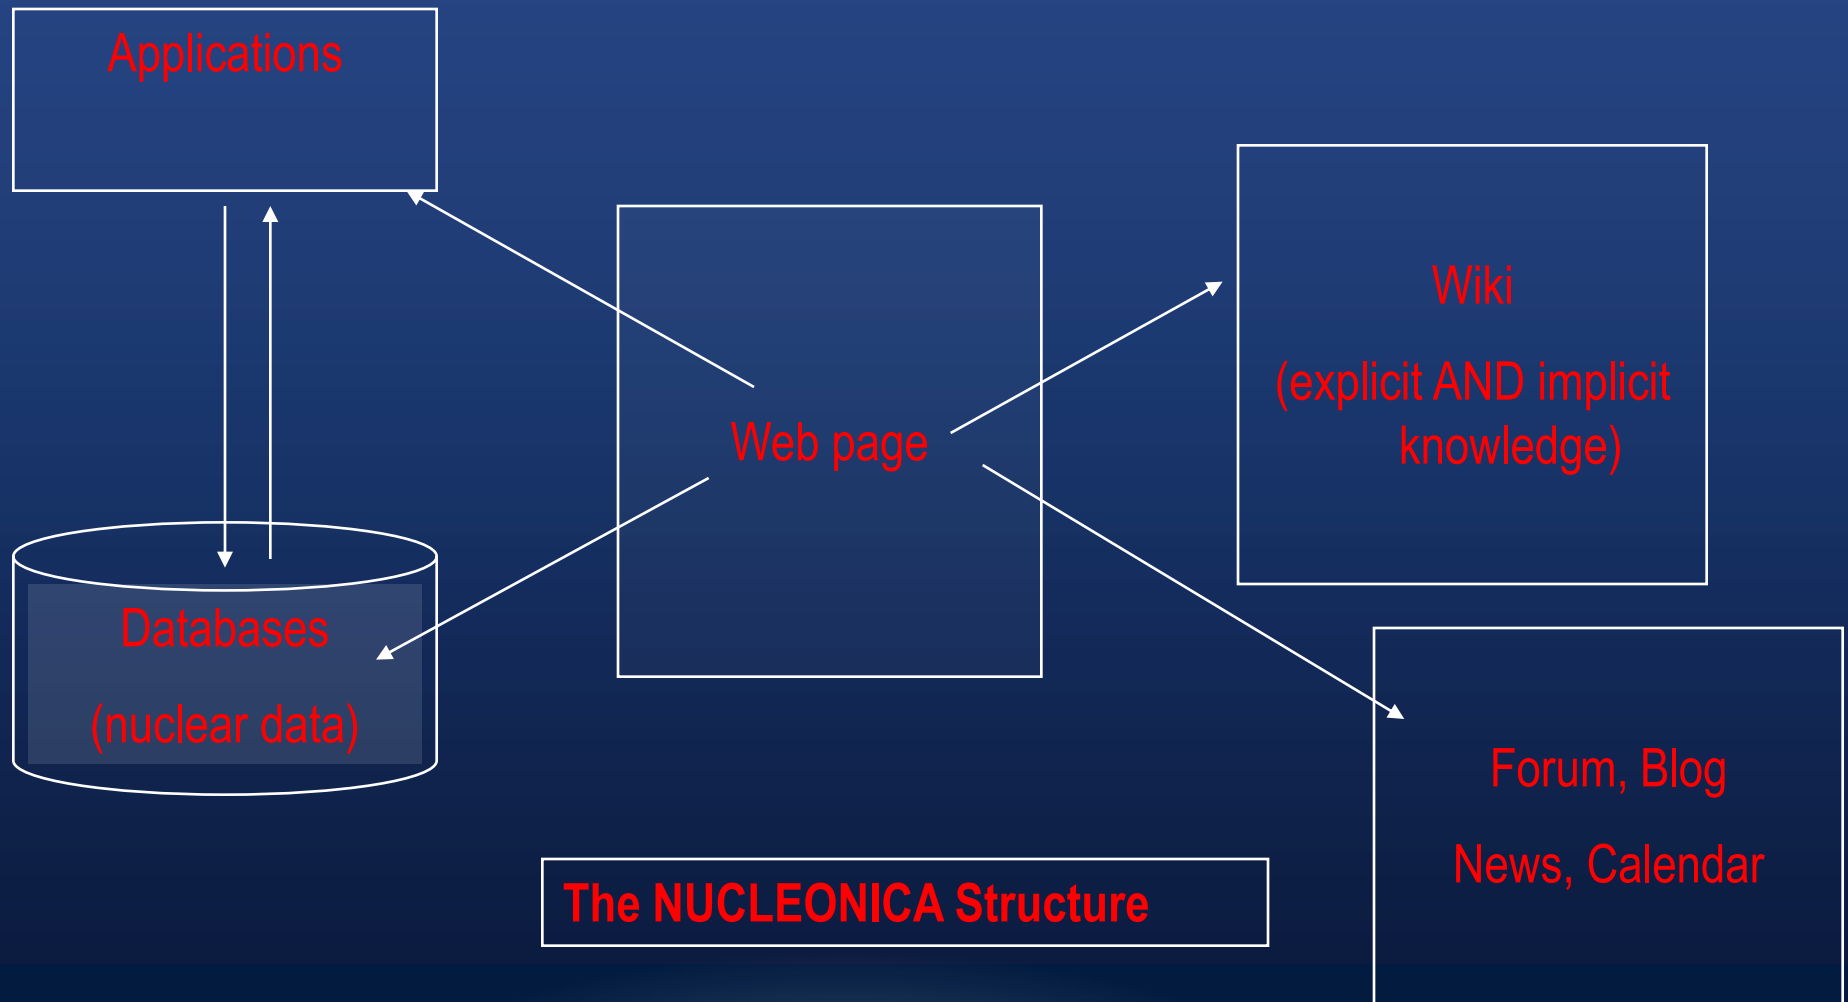 Applications
Web page
Wiki
(explicit AND implicit
knowledge)
Databases
(nuclear data)
Forum, Blog
News, Calendar
The NUCLEONICA Structure